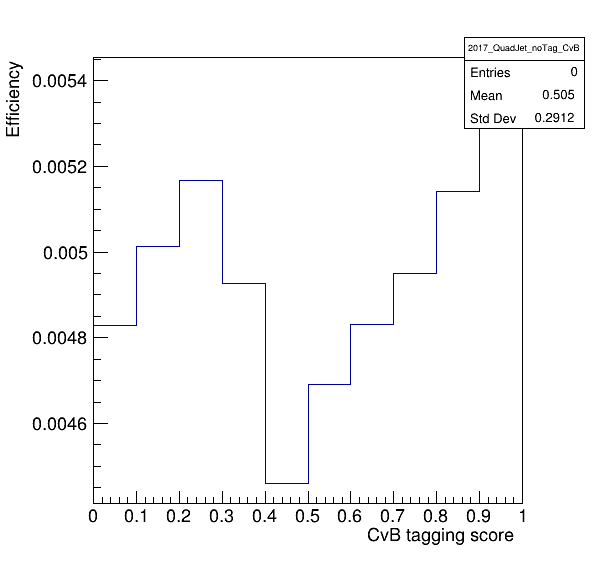 2017_QuadJet_noTag_CvB
Entries 0
Mean 0.505
Std Dev 0.2912
Efficiency
0.0054
0.0052
0.005
0.0048
0.0046
0 0.1 0.2 0.3 0.4 0.5 0.6 0.7 0.8 0.9 1
CvB tagging score